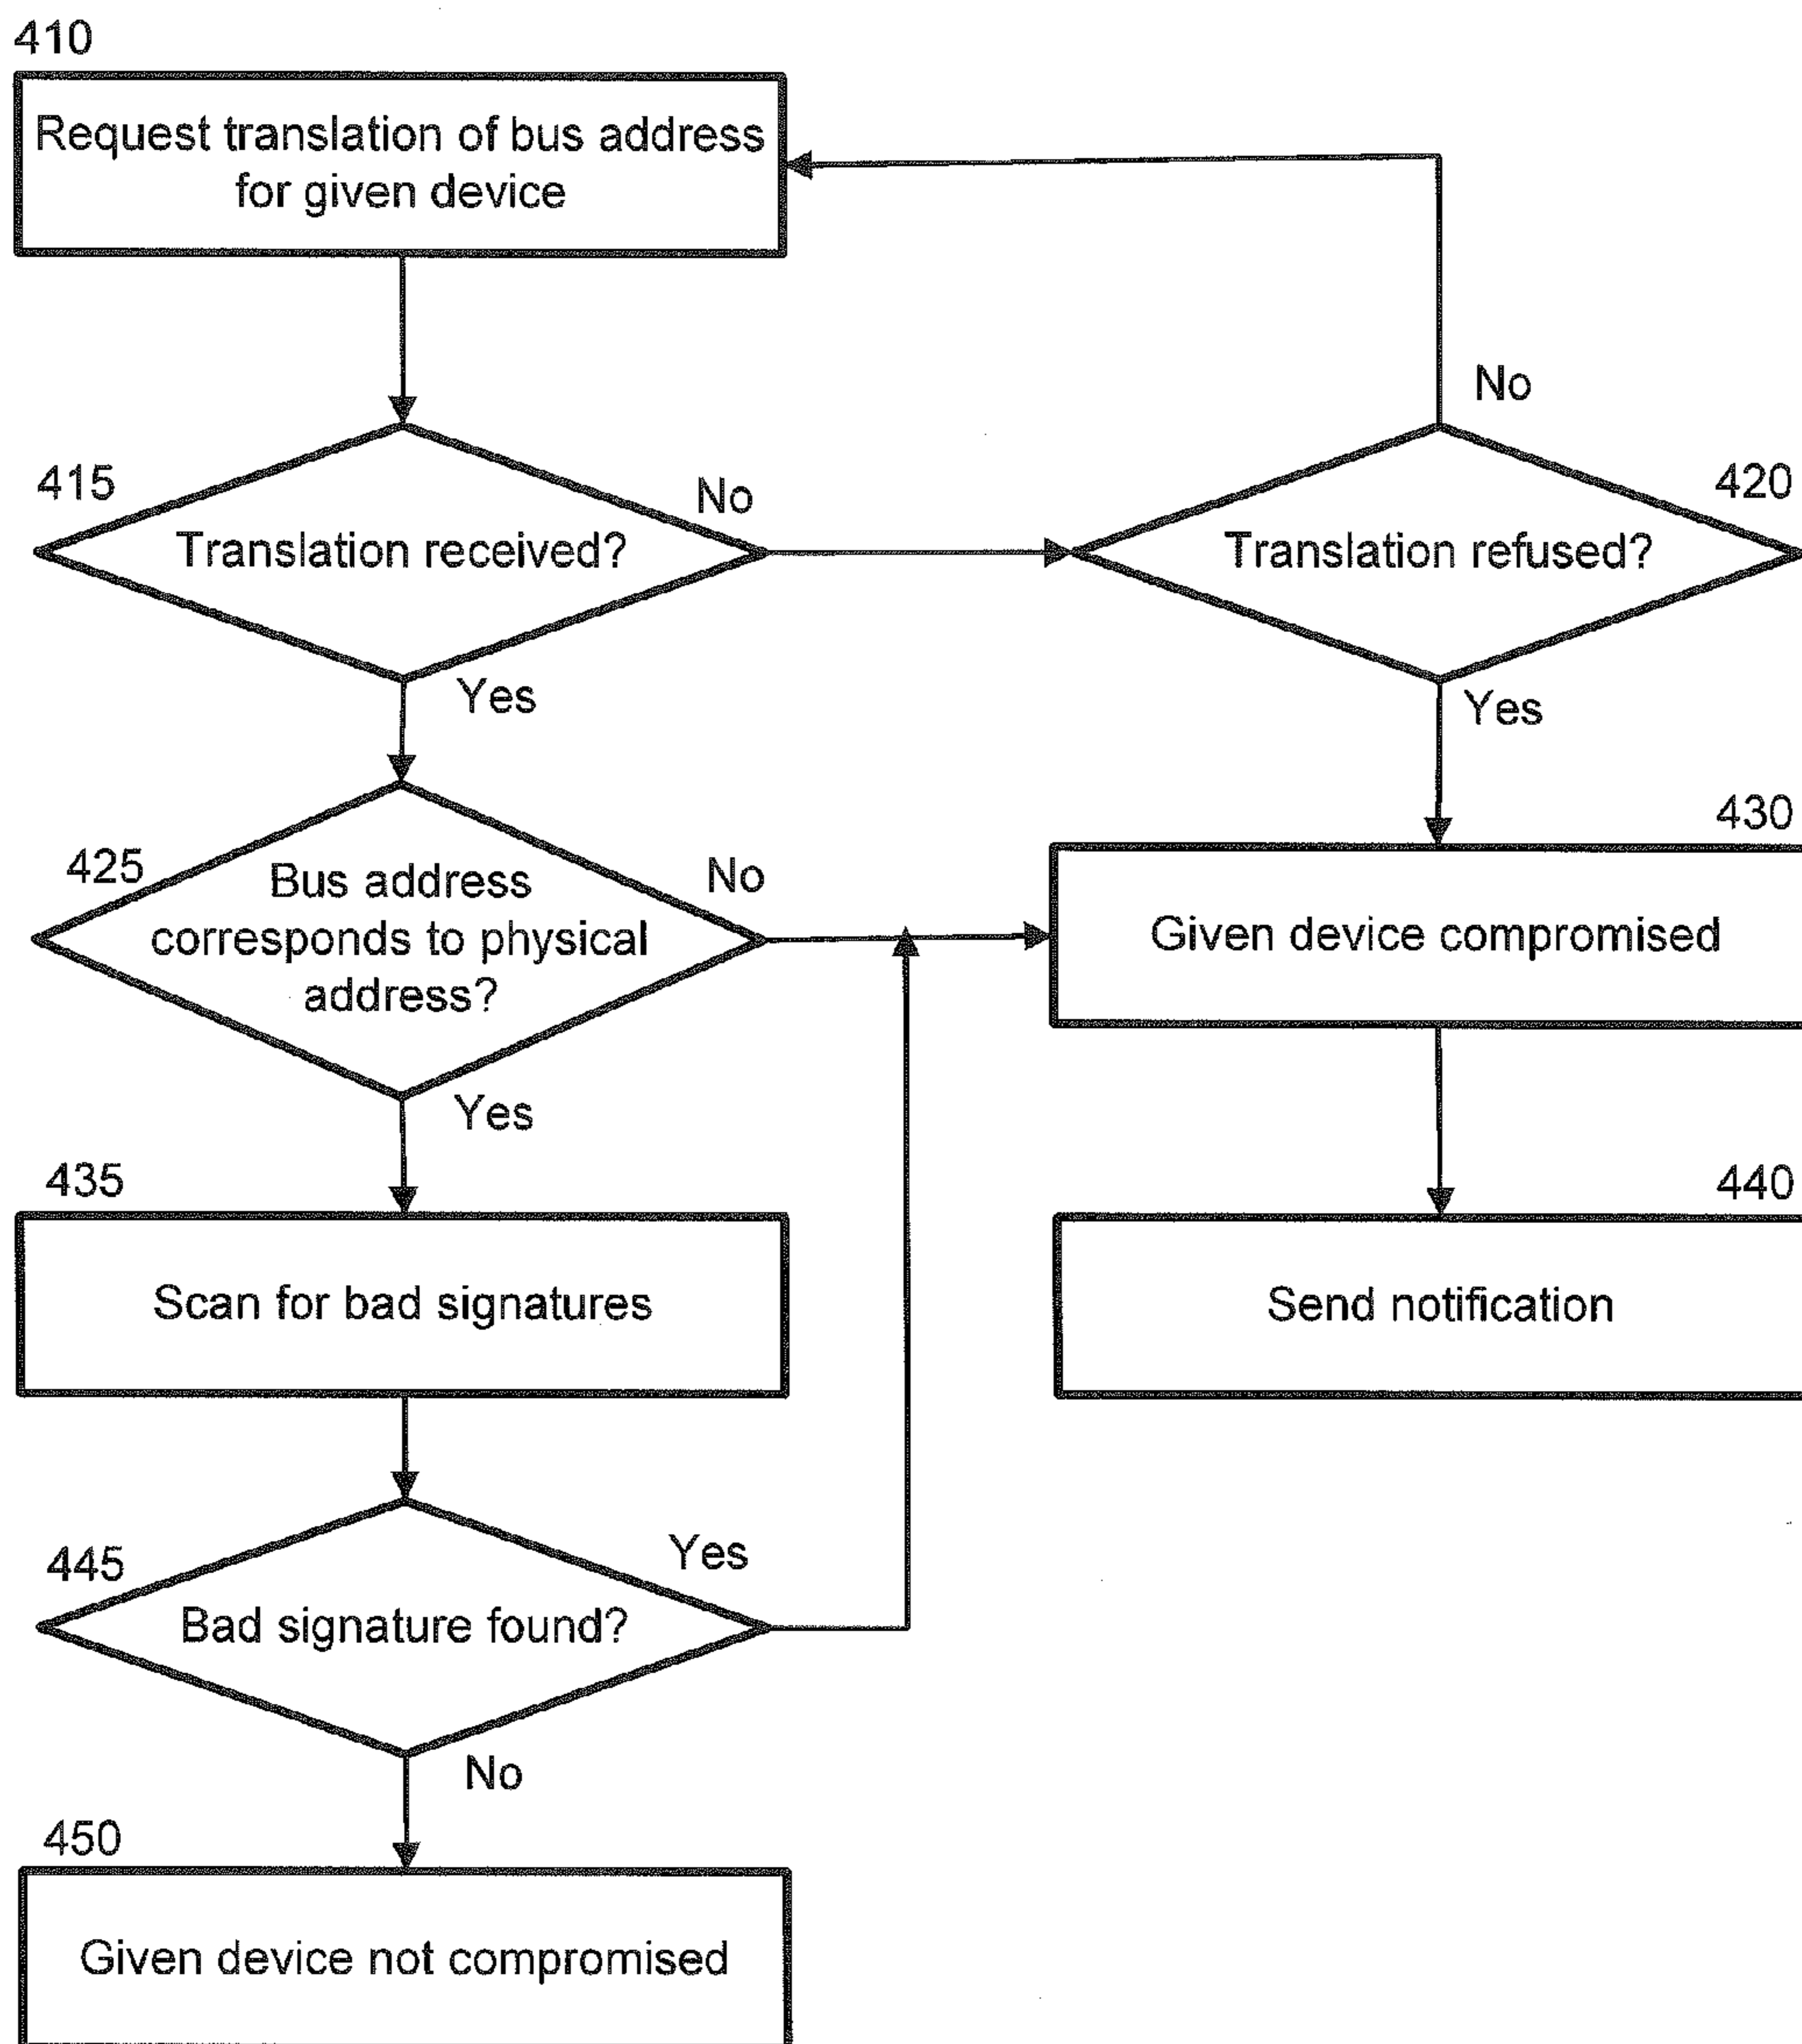 410
Request translation of bus address
for given device
No
415
Translation received?
No
420
Translation refused?
Yes
Yes
425
Bus address
corresponds to physical
address?
No
430
Given device compromised
Yes
435
Scan for bad signatures
440
Send notification
445
Bad signature found?
Yes
No
450
Given device not compromised